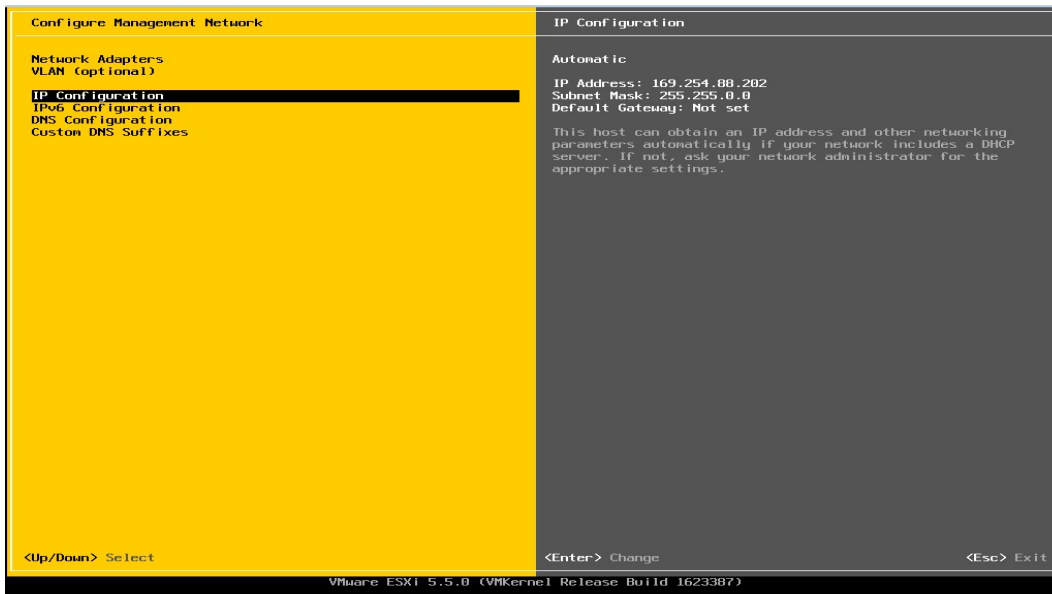 Configure Management Network
Network Adapters
VLAN (optional)
IP Configuration
IPv6 Configuration
DNS Configuration
Custom DNS Suffixes
<Up/Down> Select
IP Configuration
Automatic
IP Address: 169.254.88.202
Subnet Mask: 255.255.0.0
Default Gateway: Not set
This host can obtain an IP address and other networking
parameters automatically if your network includes a DHCP
server. If not, ask your network administrator for the
appropriate settings.
<Enter> Change
<Esc> Exit
VMware ESXi 5.5.0 (VMKernel Release Build 1623387)